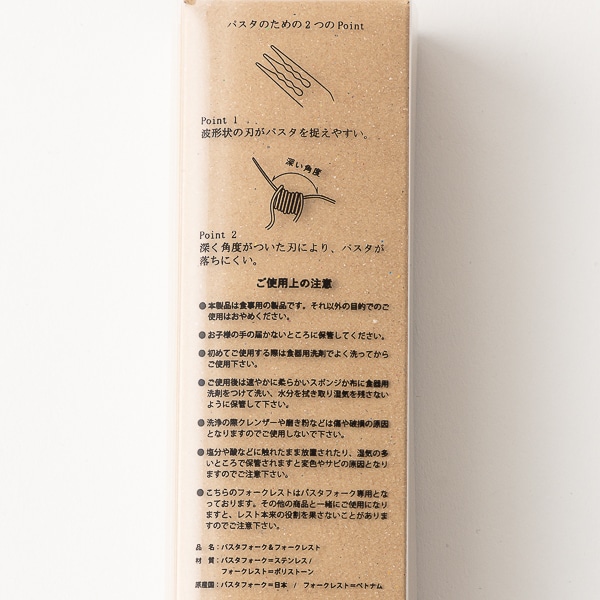 パスタのための2つのPoint
Point 1
波形状の刃がパスタを捉えやすい。
深い角度
Point 2
深く角度がついた刃により、パスタが
落ちにくい。
ご使用上の注意
●本製品は食事用の製品です。それ以外の目的でのご
使用はおやめください。
●お子様の手の届かないところに保管してください。
●初めてご使用する際は食器用洗剤でよく洗ってから
ご使用下さい。
●ご使用後は速やかに柔らかいスポンジか布に食器用
洗剤をつけて洗い、水分を拭き取り湿気を残さない
ように保管して下さい。
●洗浄の際クレンザーや磨き粉などは傷や破損の原因
となりますのでご使用しないで下さい。
●塩分や酸などに触れたまま放置されたり、湿気の多
いところで保管されますと変色やサビの原因となり
ますのでご注意下さい。
●こちらのフォークレストはパスタフォーク専用とな
っております。その他の商品と一緒にご使用になり
ますと、レスト本来の役割を果さないことがありま
すのでご注意下さい。
品 名：パスタフォーク&フォークレスト
材 質：パスタフォーク＝ステンレス /
フォークレスト＝ポリストーン
原産国：パスタフォーク＝日本 / フォークレスト＝ベトナム